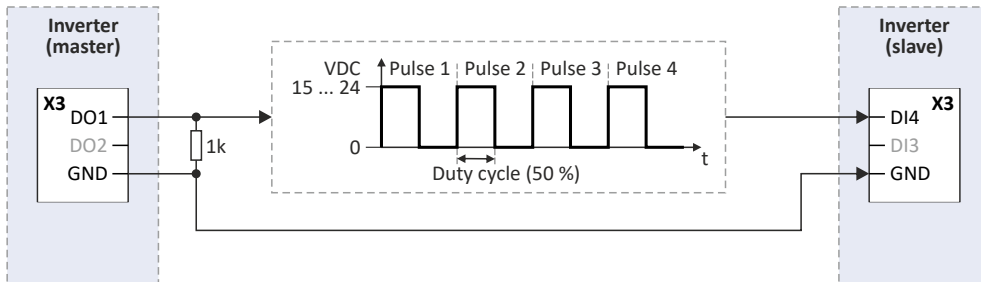 Inverter
(master)
X3
DO1
DO2
GND
1k
VDC
15 ... 24
0
Pulse 1
Pulse 2
Pulse 3
Pulse 4
t
Duty cycle (50 %)
Inverter
(slave)
X3
DI4
DI3
GND